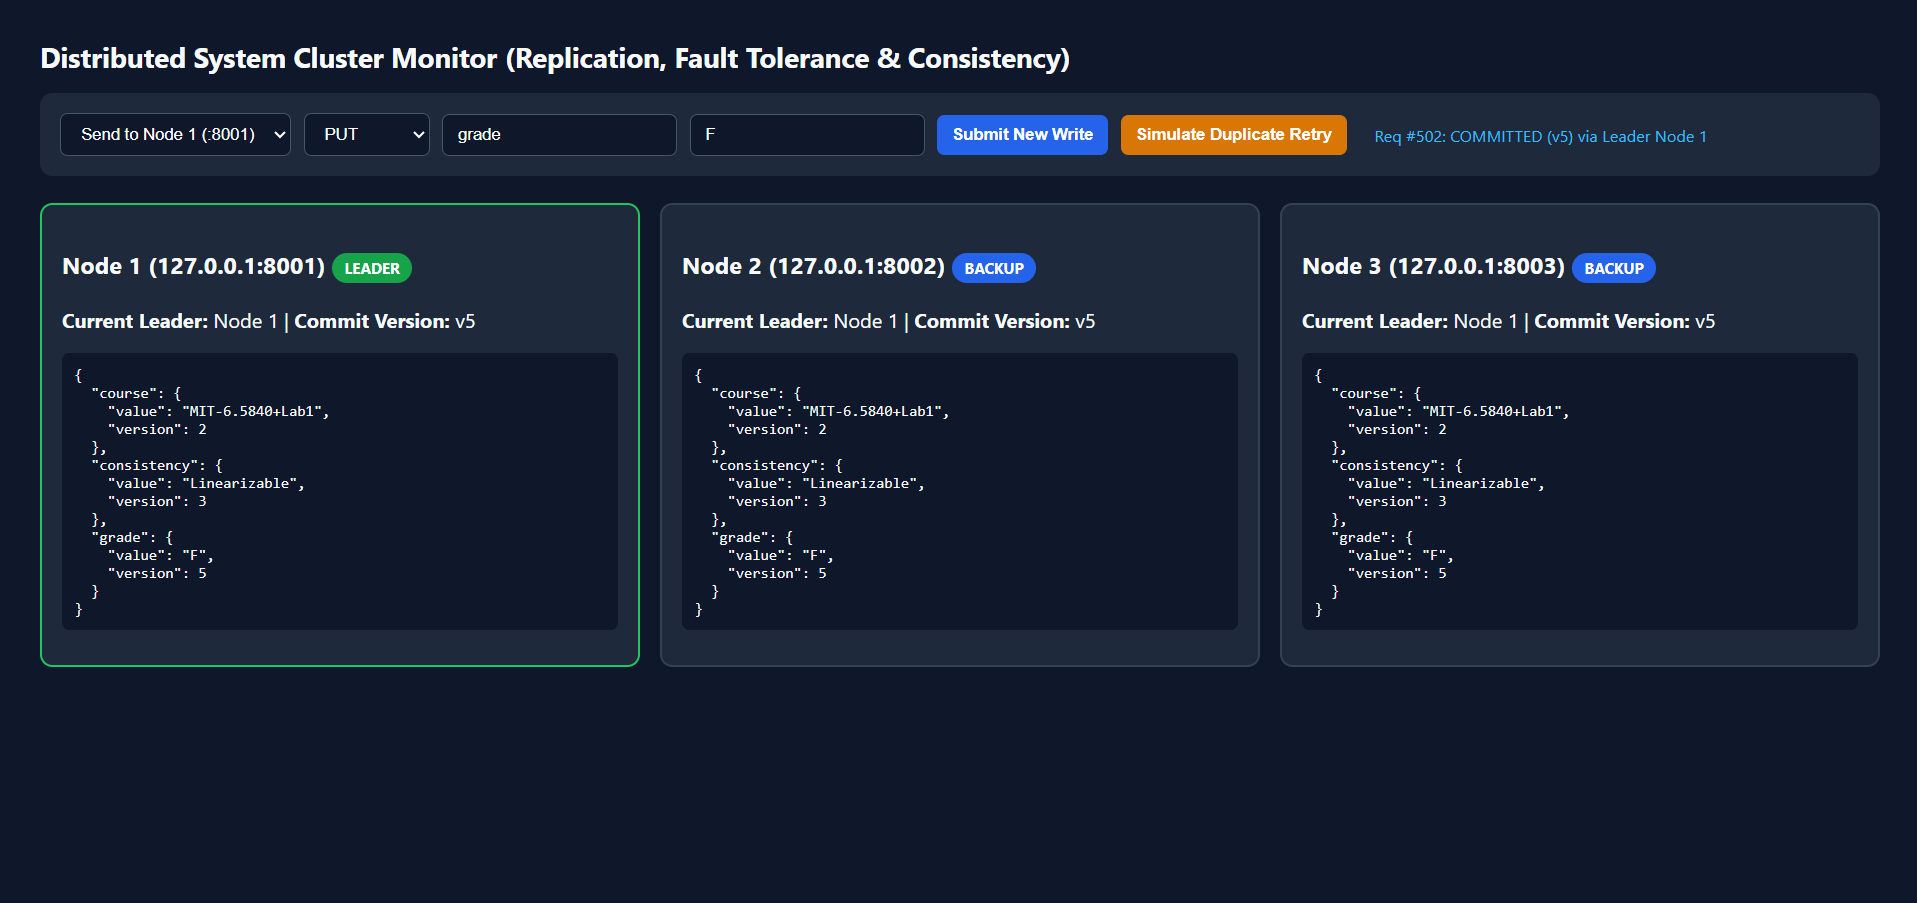 Distributed System Cluster Monitor (Replication, Fault Tolerance & Consistency)
Send to Node 1 (:8001) PUT grade F Submit New Write Simulate Duplicate Retry Req #502: COMMITTED (v5) via Leader Node 1
Node 1 (127.0.0.1:8001) LEADER
Current Leader: Node 1 | Commit Version: v5
{
  "course": {
    "value": "MIT-6.5840+Lab1",
    "version": 2
  },
  "consistency": {
    "value": "Linearizable",
    "version": 3
  },
  "grade": {
    "value": "F",
    "version": 5
  }
}
Node 2 (127.0.0.1:8002) BACKUP
Current Leader: Node 1 | Commit Version: v5
{
  "course": {
    "value": "MIT-6.5840+Lab1",
    "version": 2
  },
  "consistency": {
    "value": "Linearizable",
    "version": 3
  },
  "grade": {
    "value": "F",
    "version": 5
  }
}
Node 3 (127.0.0.1:8003) BACKUP
Current Leader: Node 1 | Commit Version: v5
{
  "course": {
    "value": "MIT-6.5840+Lab1",
    "version": 2
  },
  "consistency": {
    "value": "Linearizable",
    "version": 3
  },
  "grade": {
    "value": "F",
    "version": 5
  }
}